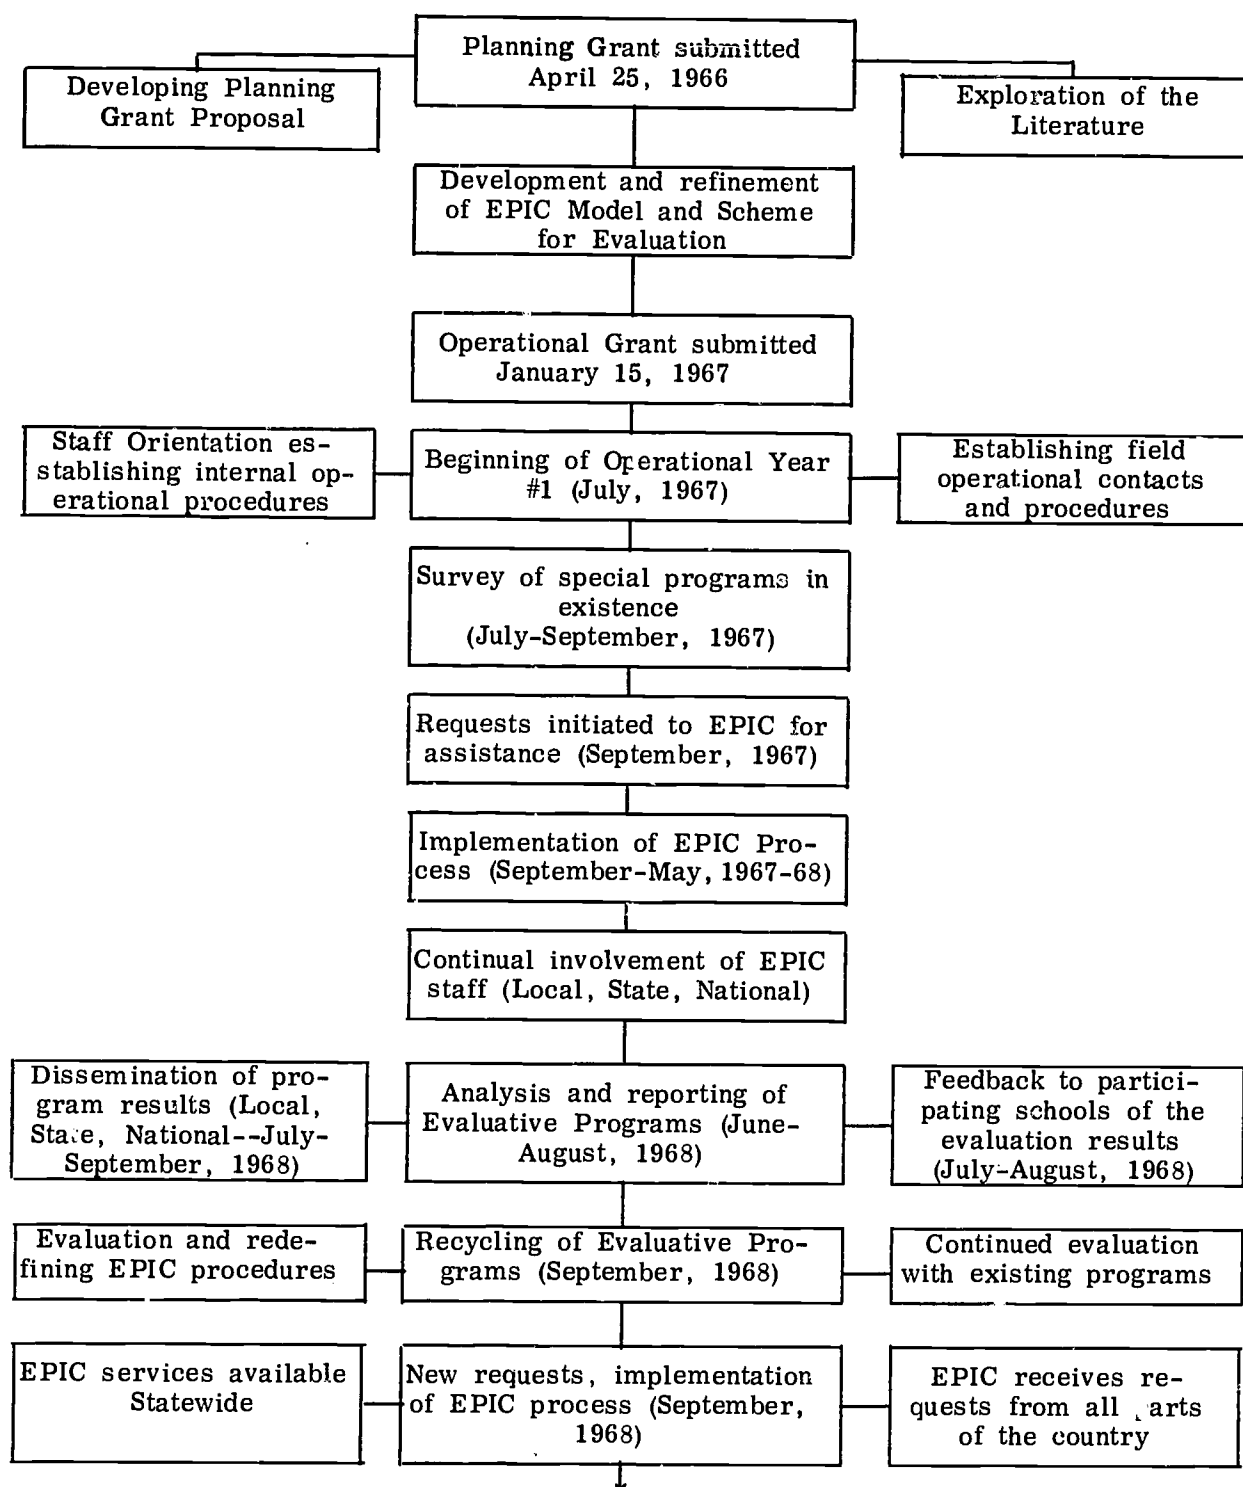 Planning Grant submitted
April 25, 1966
Developing Planning
Grant Proposal
Exploration of the
Literature
Development and refinement
of EPIC Model and Scheme
for Evaluation
Operational Grant submitted
January 15, 1967
Staff Orientation es-
stablishing internal op-
erational procedures
Beginning of Operational Year
#1 (July, 1967)
Establishing field
operational contacts
and procedures
Survey of special programs in
existence
(July-September, 1967)
Requests initiated to EPIC for
assistance (September, 1967)
Implementation of EPIC Pro-
cess (September-May, 1967-68)
Continual involvement of EPIC
staff (Local, State, National)
Dissemination of pro-
gram results (Local,
State, National--July-
September, 1968)
Analysis and reporting of
Evaluative Programs (June-
August, 1968)
Feedback to partici-
pating schools of the
evaluation results
(July-August, 1968)
Evaluation and rede-
fining EPIC procedures
Recycling of Evaluative Pro-
grams (September, 1968)
Continued evaluation
with existing programs
EPIC services available
Statewide
New requests, implementation
of EPIC process (September,
1968)
EPIC receives re-
quests from all parts
of the country